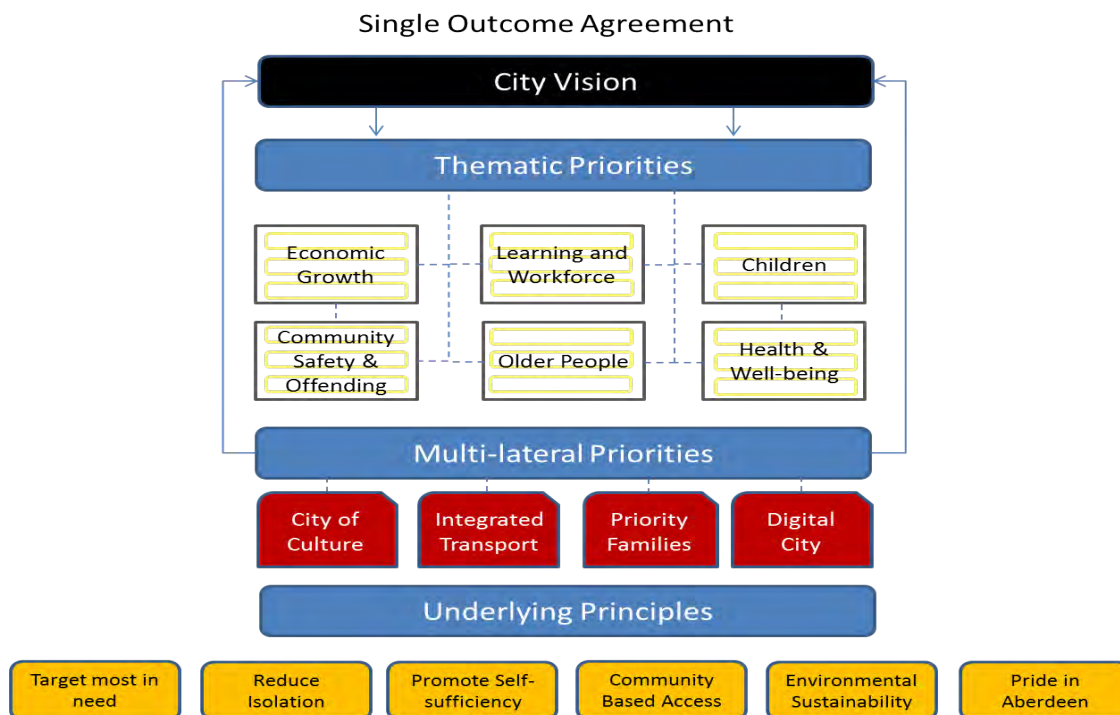 Single Outcome Agreement
City Vision
Thematic Priorities
Economic
Growth
Learning and
Workforce
Children
Community
Safety &
Offending
Older People
Health &
Well-being
Multi-lateral Priorities
City of
Culture
Integrated
Transport
Priority
Families
Digital
City
Underlying Principles
Target most in
need
Reduce
Isolation
Promote Self-
sufficiency
Community
Based Access
Environmental
Sustainability
Pride in
Aberdeen